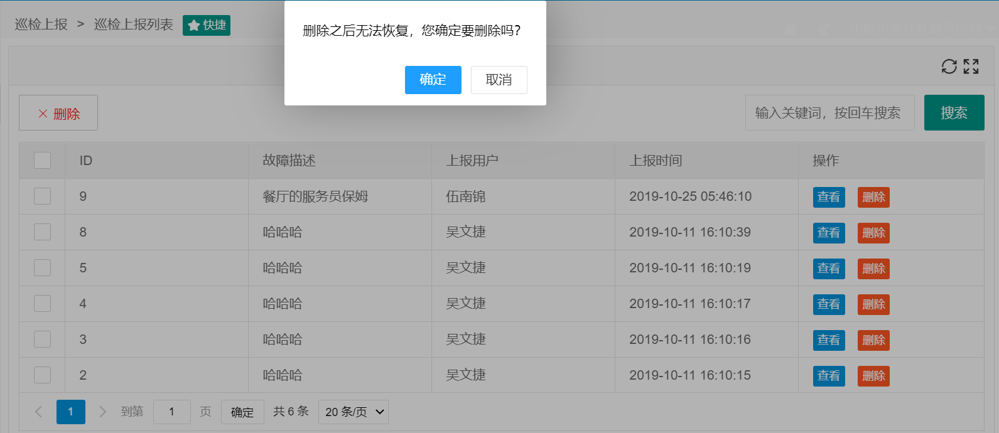 巡检上报 > 巡检上报列表 快捷
删除之后无法恢复，您确定要删除吗？
确定 取消
删除 输入关键词，按回车搜索 搜索
ID 故障描述 上报用户 上报时间 操作
9 餐厅的服务员保姆 伍南锦 2019-10-25 05:46:10 查看 删除
8 哈哈哈 吴文捷 2019-10-11 16:10:39 查看 删除
5 哈哈哈 吴文捷 2019-10-11 16:10:19 查看 删除
4 哈哈哈 吴文捷 2019-10-11 16:10:17 查看 删除
3 哈哈哈 吴文捷 2019-10-11 16:10:16 查看 删除
2 哈哈哈 吴文捷 2019-10-11 16:10:15 查看 删除
1 到第 1 页 确定 共 6 条 20 条/页